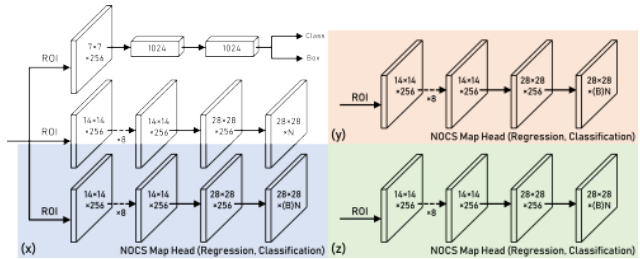 ROI
7×7
×256
1024
1024
Class
Box
ROI
14×14
×256
×8
14×14
×256
28×28
×256
28×28
×N
ROI
14×14
×256
×8
14×14
×256
28×28
×256
28×28
×(B)N
(x)
NOCS Map Head (Regression, Classification)
ROI
14×14
×256
×8
14×14
×256
28×28
×256
28×28
×(B)N
(y)
NOCS Map Head (Regression, Classification)
ROI
14×14
×256
×8
14×14
×256
28×28
×256
28×28
×(B)N
(z)
NOCS Map Head (Regression, Classification)